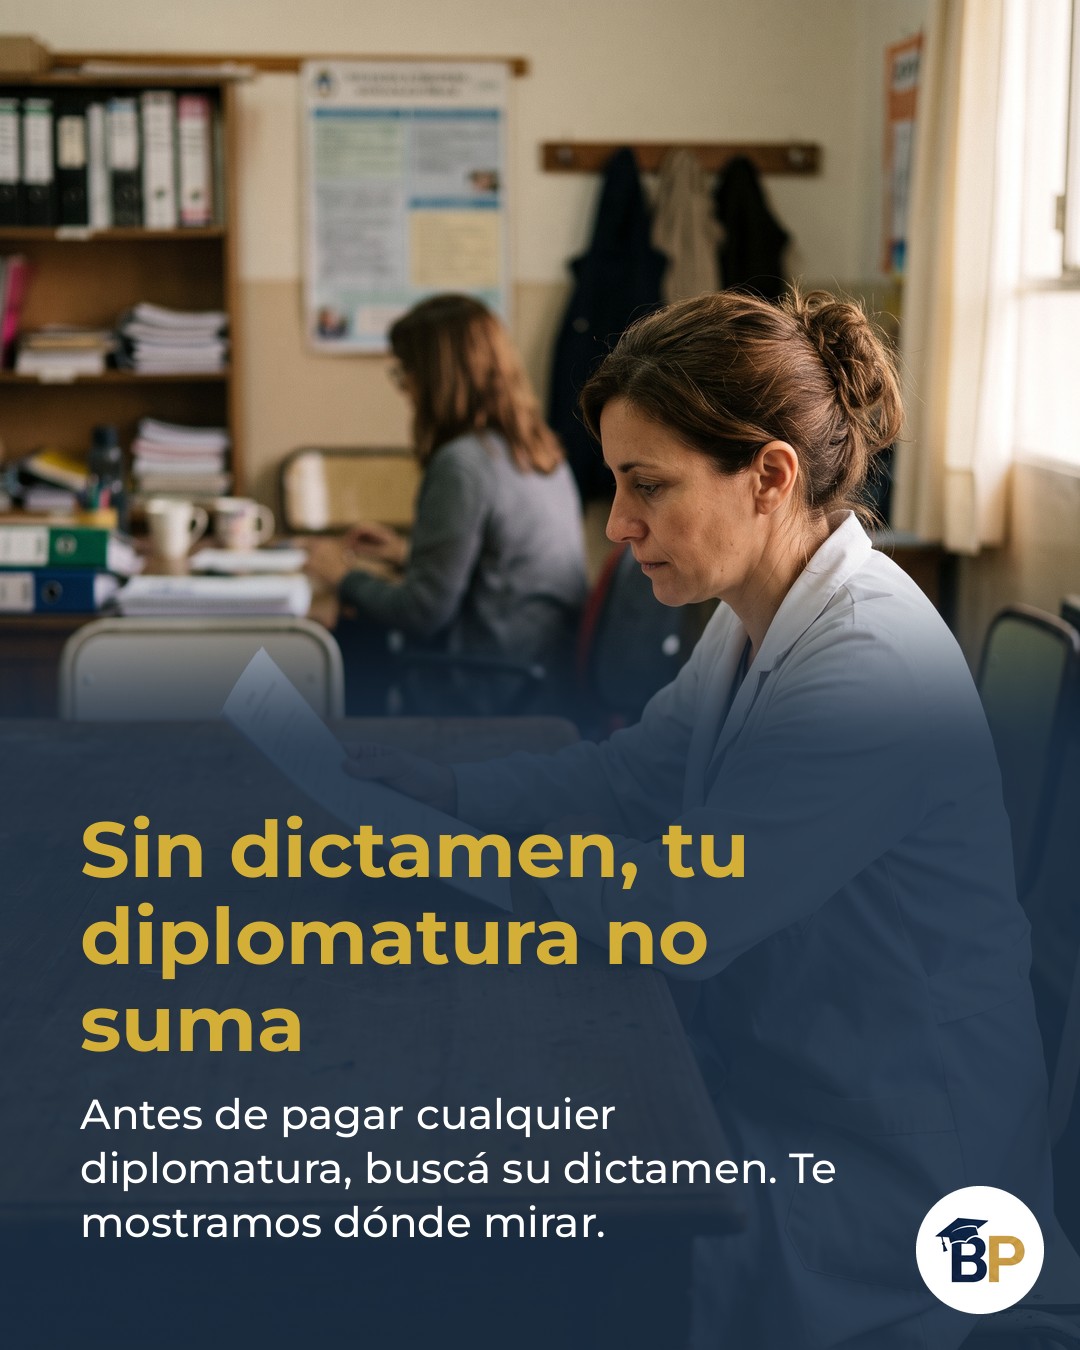 Sin dictamen, tu
diplomatura no
suma
Antes de pagar cualquier
diplomatura, buscá su dictamen. Te
mostramos dónde mirar.
BP